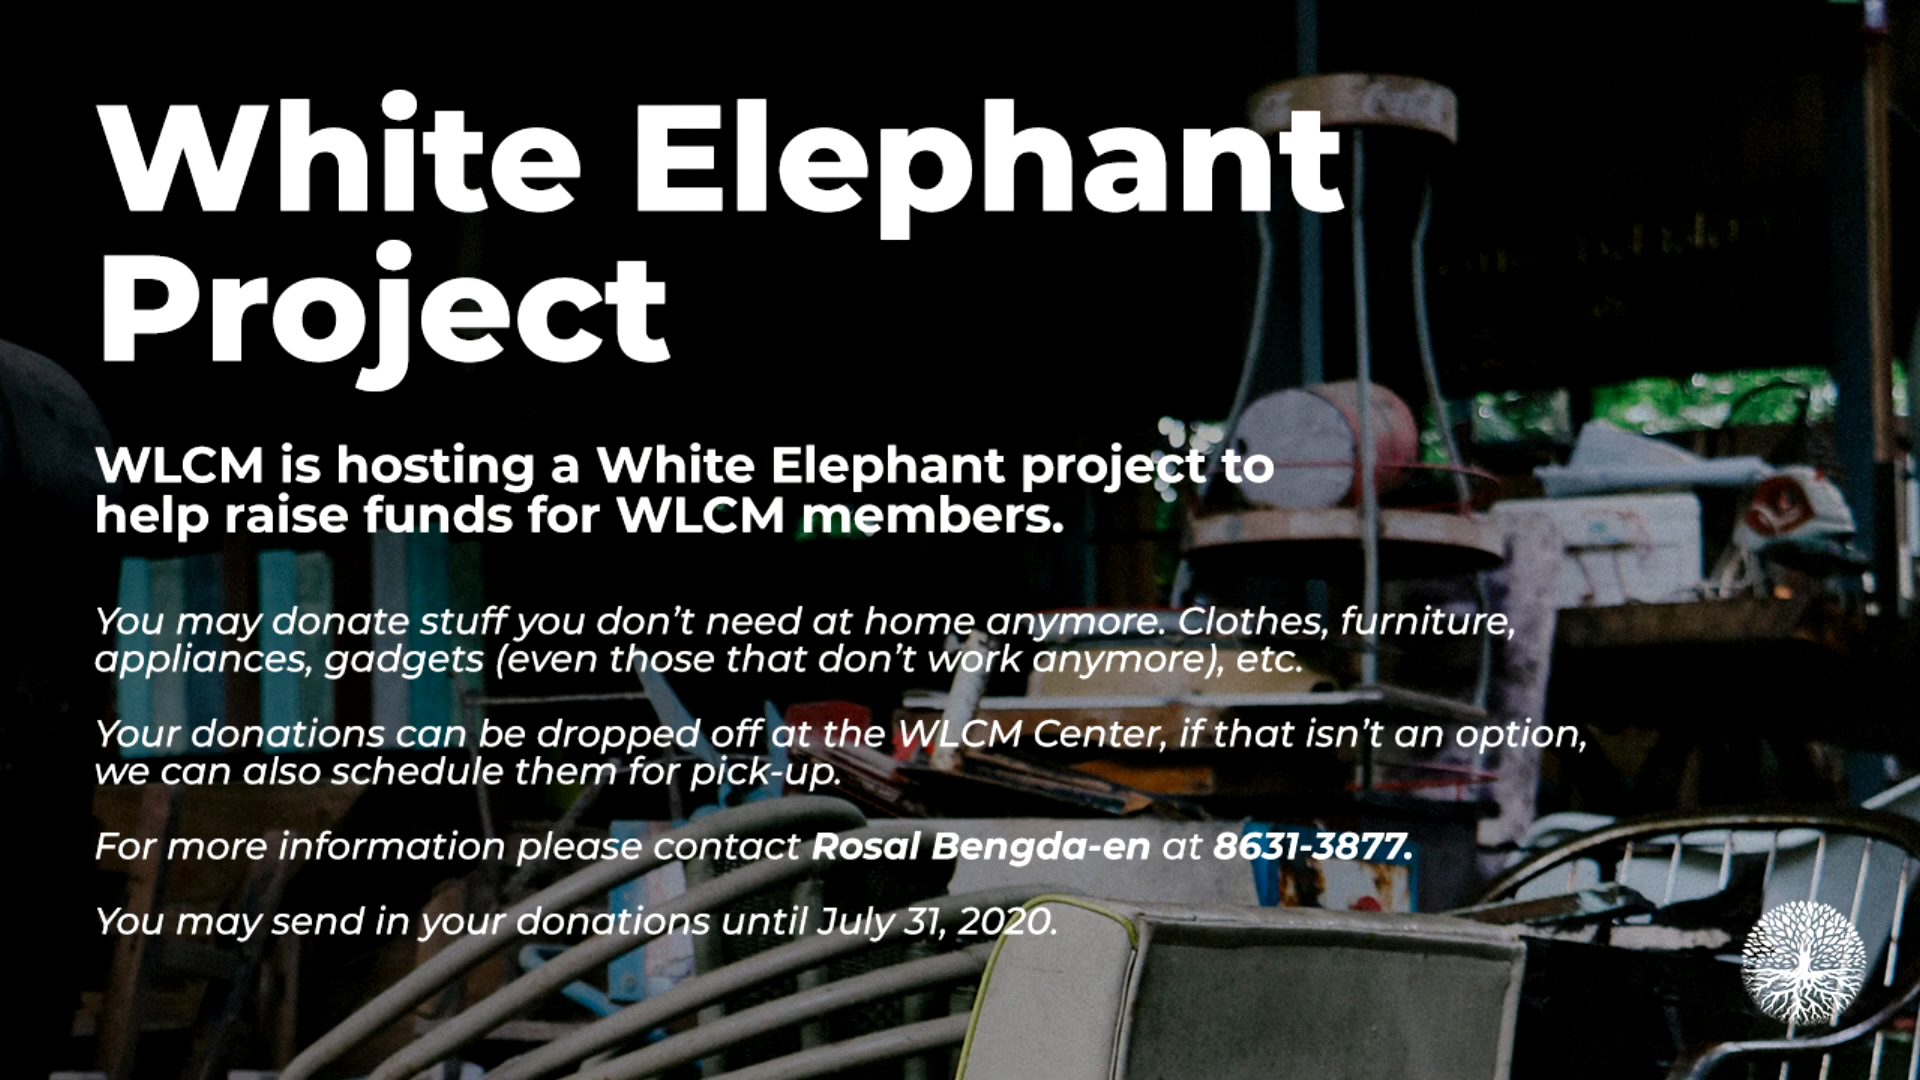 White Elephant
Project
WLCM is hosting a White Elephant project to
help raise funds for WLCM members.
You may donate stuff you don’t need at home anymore. Clothes, furniture,
appliances, gadgets (even those that don’t work anymore), etc.
Your donations can be dropped off at the WLCM Center, if that isn’t an option,
we can also schedule them for pick-up.
For more information please contact Rosal Bengda-en at 8631-3877.
You may send in your donations until July 31, 2020.